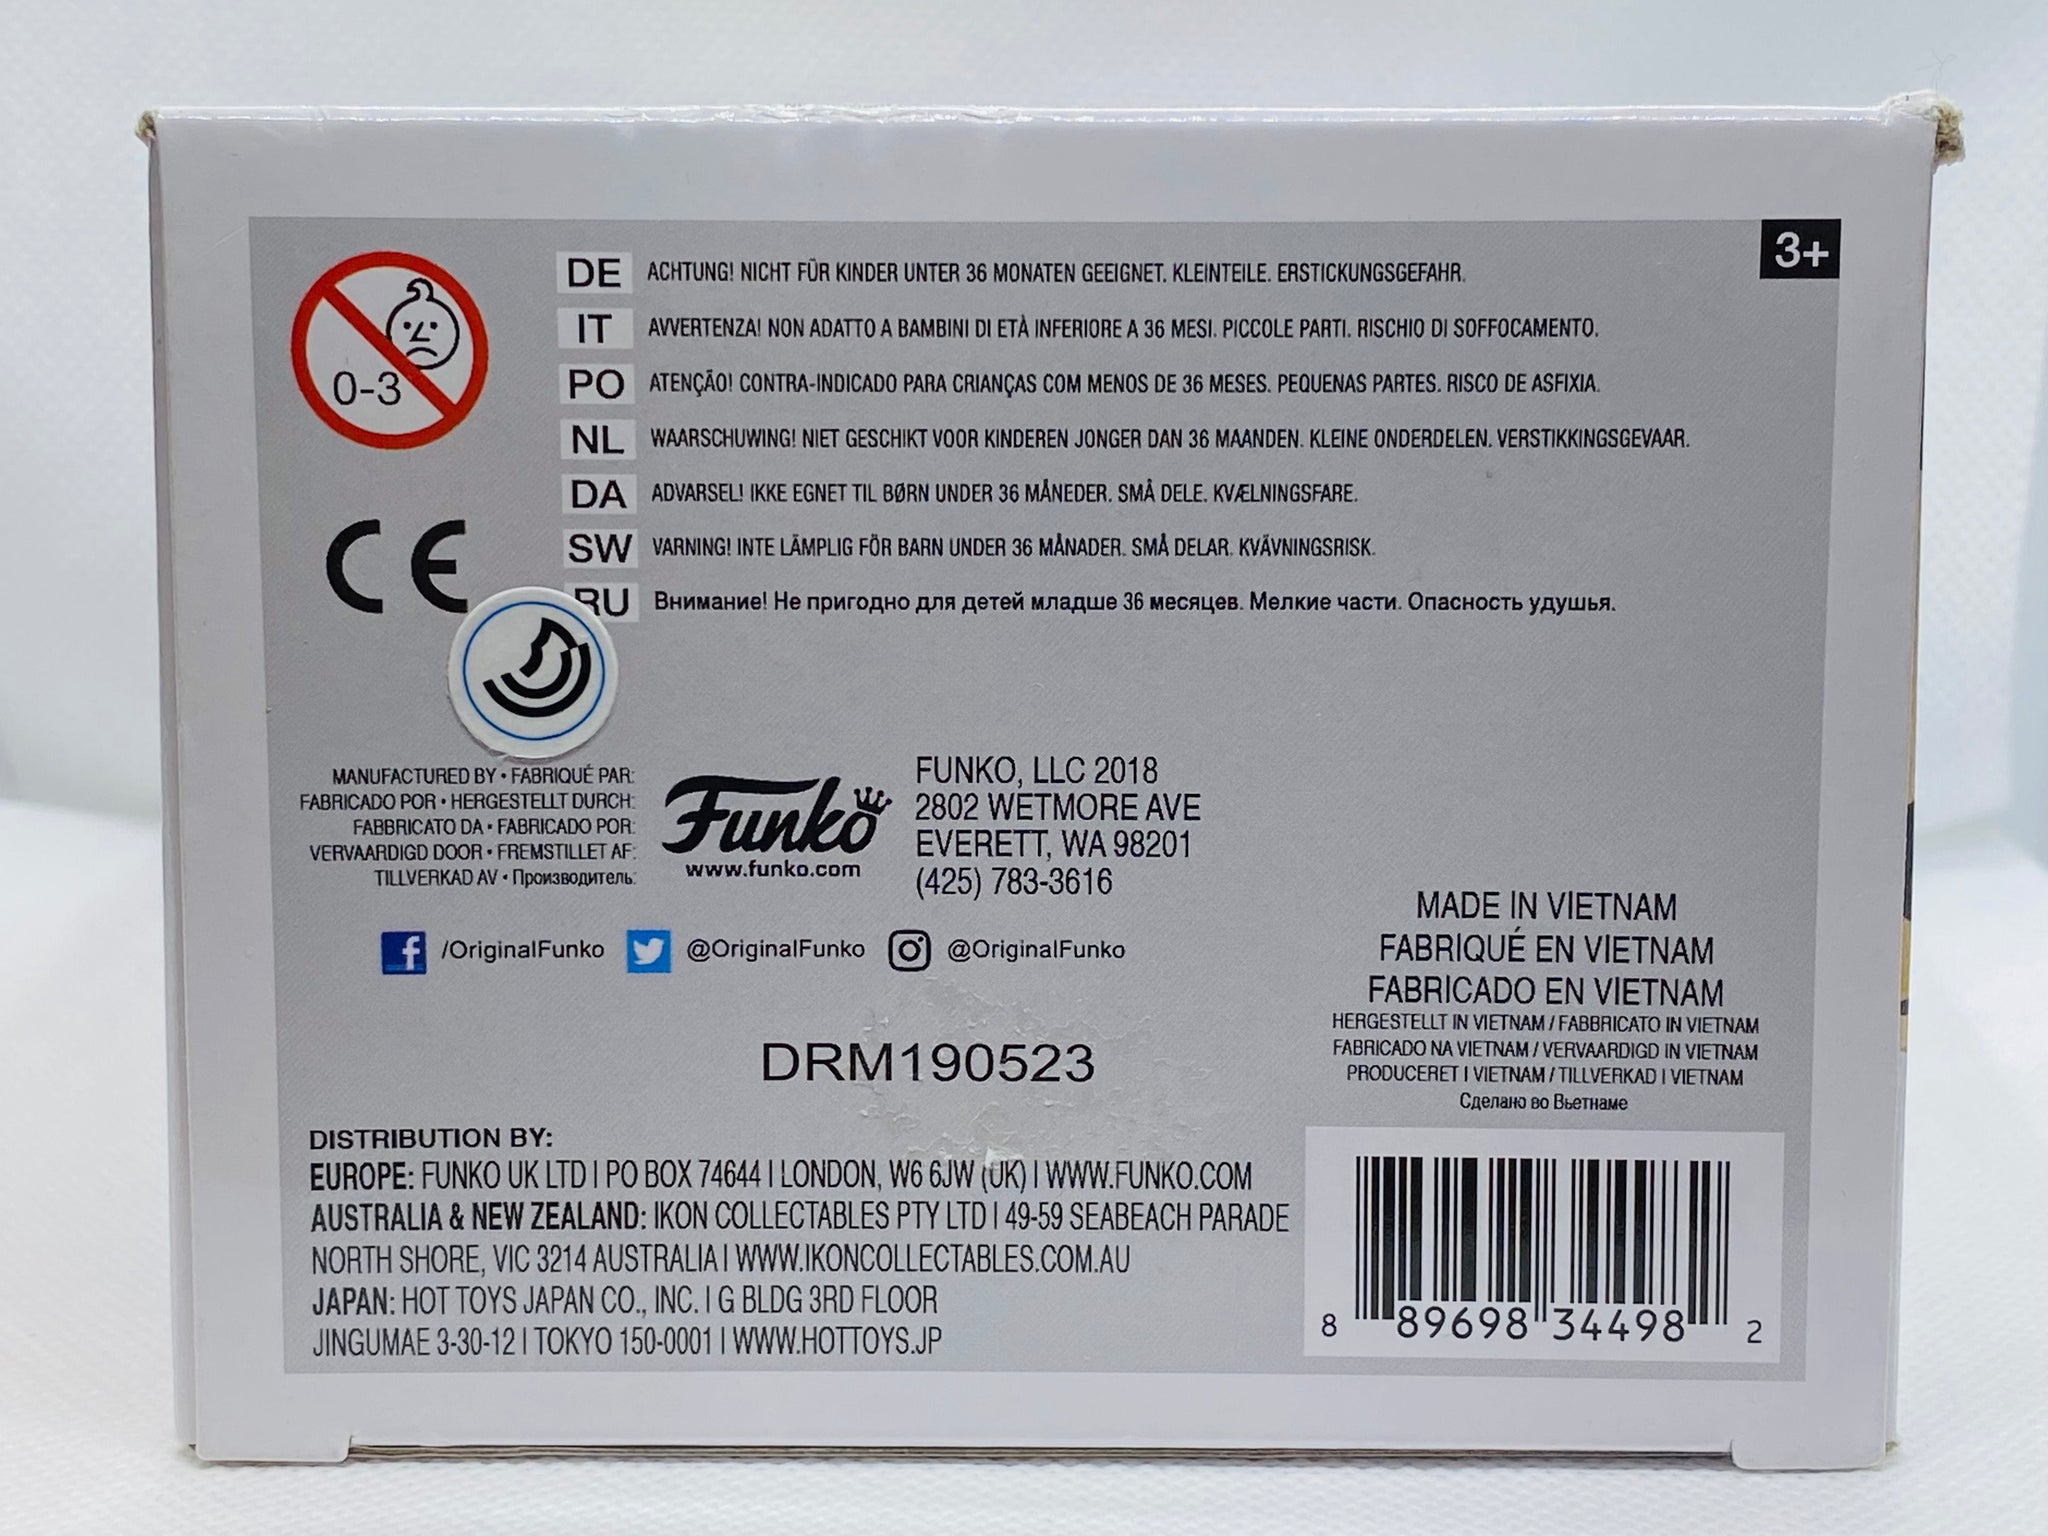 3+
0-3
DE ACHTUNG! NICHT FÜR KINDER UNTER 36 MONATEN GEEIGNET. KLEINTEILE. ERSTICKUNGSGEFAHR.
IT AVVERTENZA! NON ADATTO A BAMBINI DI ETÀ INFERIORE A 36 MESI. PICCOLE PARTI. RISCHIO DI SOFFOCAMENTO.
PO ATENÇÃO! CONTRA-INDICADO PARA CRIANÇAS COM MENOS DE 36 MESES. PEQUENAS PARTES. RISCO DE ASFIXIA.
NL WAARSCHUWING! NIET GESCHIKT VOOR KINDEREN JONGER DAN 36 MAANDEN. KLEINE ONDERDELEN. VERSTIKKINGSGEVAAR.
DA ADVARSEL! IKKE EGNET TIL BØRN UNDER 36 MÅNEDER. SMÅ DELE. KVÆLNINGSFARE.
SW VARNING! INTE LÄMPLIG FÖR BARN UNDER 36 MÅNADER. SMÅ DELAR. KVÄVNINGSRISK.
RU Внимание! Не пригодно для детей младше 36 месяцев. Мелкие части. Опасность удушья.
CE
MANUFACTURED BY • FABRIQUÉ PAR:
FABRICADO POR • HERGESTELLT DURCH:
FABBRICATO DA • FABRICADO POR:
VERVAARDIGD DOOR • FREMSTILLET AF:
TILLVERKAD AV • Производитель:
Funko
www.funko.com
FUNKO, LLC 2018
2802 WETMORE AVE
EVERETT, WA 98201
(425) 783-3616
/OriginalFunko @OriginalFunko @OriginalFunko
MADE IN VIETNAM
FABRIQUÉ EN VIETNAM
FABRICADO EN VIETNAM
HERGESTELLT IN VIETNAM / FABBRICATO IN VIETNAM
FABRICADO NA VIETNAM / VERVAARDIGD IN VIETNAM
PRODUCERET I VIETNAM / TILLVERKAD I VIETNAM
Сделано во Вьетнаме
DRM190523
DISTRIBUTION BY:
EUROPE: FUNKO UK LTD | PO BOX 74644 | LONDON, W6 6JW (UK) | WWW.FUNKO.COM
AUSTRALIA & NEW ZEALAND: IKON COLLECTABLES PTY LTD | 49-59 SEABEACH PARADE
NORTH SHORE, VIC 3214 AUSTRALIA | WWW.IKONCOLLECTABLES.COM.AU
JAPAN: HOT TOYS JAPAN CO., INC. | G BLDG 3RD FLOOR
JINGUMAE 3-30-12 | TOKYO 150-0001 | WWW.HOTTOYS.JP
8 89698 34498 2